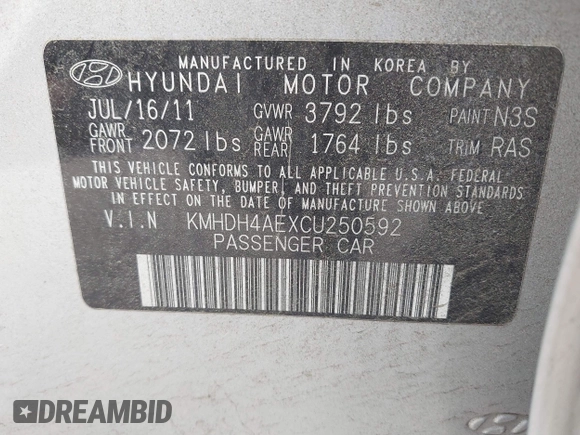 MANUFACTURED IN KOREA BY
HYUNDAI MOTOR COMPANY
JUL/16/11 GVWR 3792 lbs PAINT N3S
GAWR FRONT 2072 lbs GAWR REAR 1764 lbs TRIM RAS
THIS VEHICLE CONFORMS TO ALL APPLICABLE U.S.A. FEDERAL
MOTOR VEHICLE SAFETY, BUMPER, AND THEFT PREVENTION STANDARDS
IN EFFECT ON THE DATE OF MANUFACTURE SHOWN ABOVE.
V.I.N KMHDH4AEXCU250592
PASSENGER CAR
DREAMBID